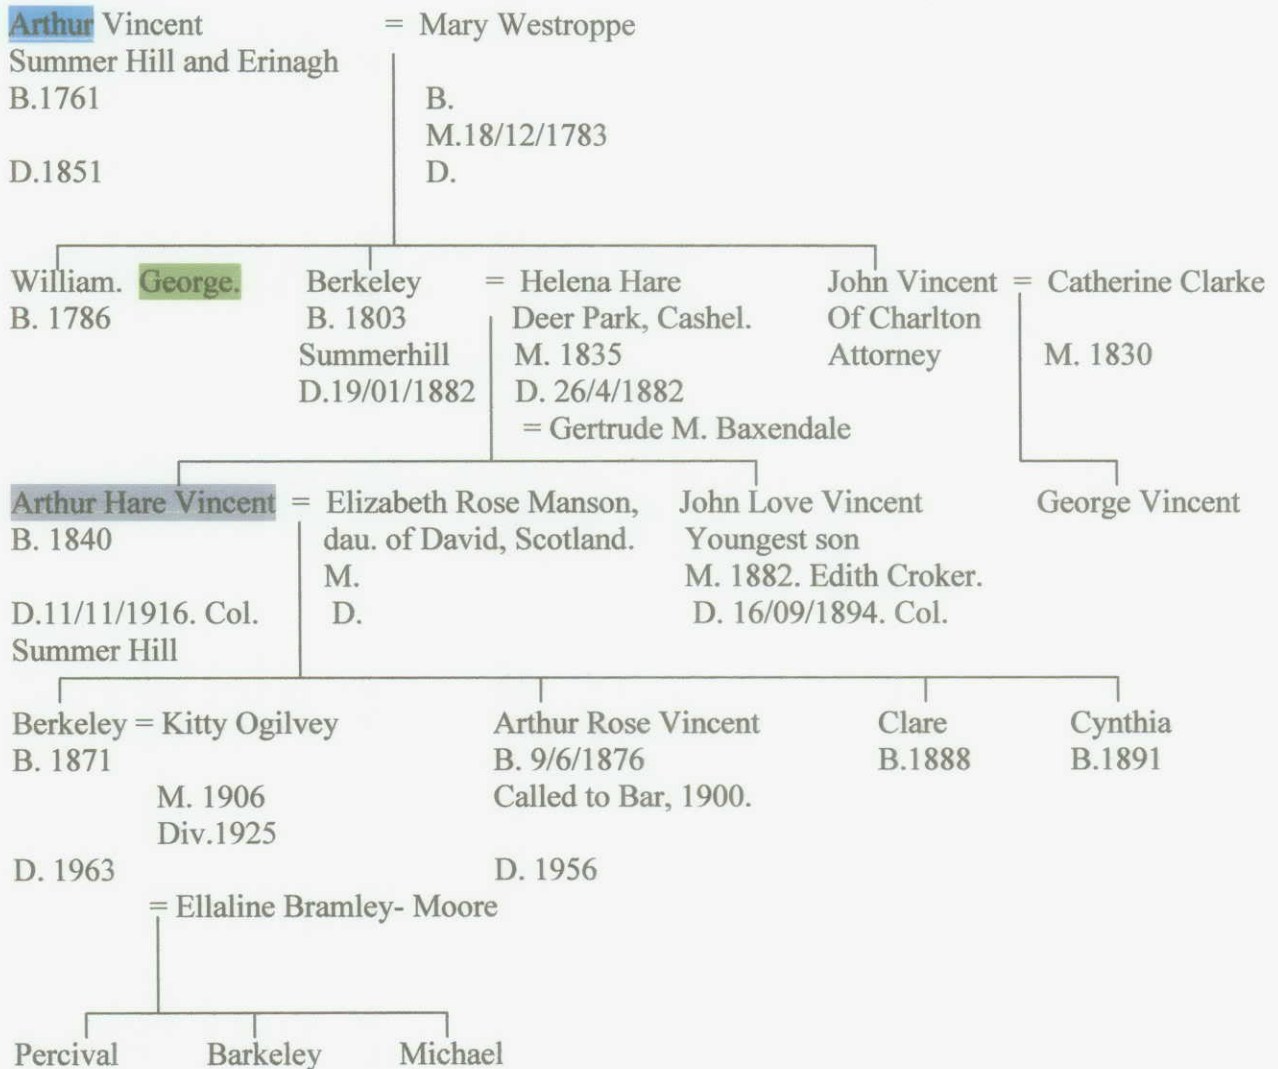 Arthur Vincent = Mary Westroppe
Summer Hill and Erinagh
B.1761 B.
M.18/12/1783
D.1851 D.
William. George. Berkeley = Helena Hare John Vincent = Catherine Clarke
B. 1786 B. 1803 Deer Park, Cashel. Of Charlton
Summerhill M. 1835 Attorney M. 1830
D.19/01/1882 D. 26/4/1882
= Gertrude M. Baxendale
Arthur Hare Vincent = Elizabeth Rose Manson, John Love Vincent George Vincent
B. 1840 dau. of David, Scotland. Youngest son
M. M. 1882. Edith Croker.
D.11/11/1916. Col. D. D. 16/09/1894. Col.
Summer Hill
Berkeley = Kitty Ogilvey Arthur Rose Vincent Clare Cynthia
B. 1871 B. 9/6/1876 B.1888 B.1891
M. 1906 Called to Bar, 1900.
Div.1925
D. 1963 D. 1956
= Ellaline Bramley- Moore
Percival Barkeley Michael